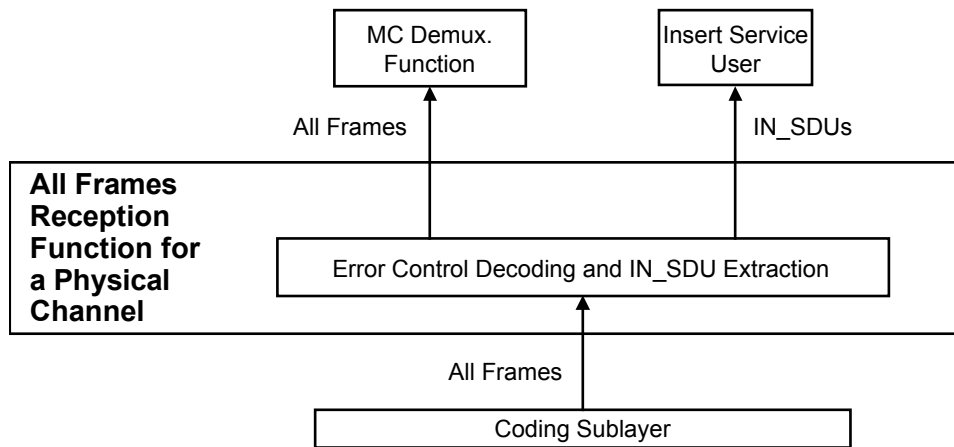 MC Demux.
Function
Insert Service
User
All Frames
IN_SDUs
All Frames
Reception
Function for
a Physical
Channel
Error Control Decoding and IN_SDU Extraction
All Frames
Coding Sublayer